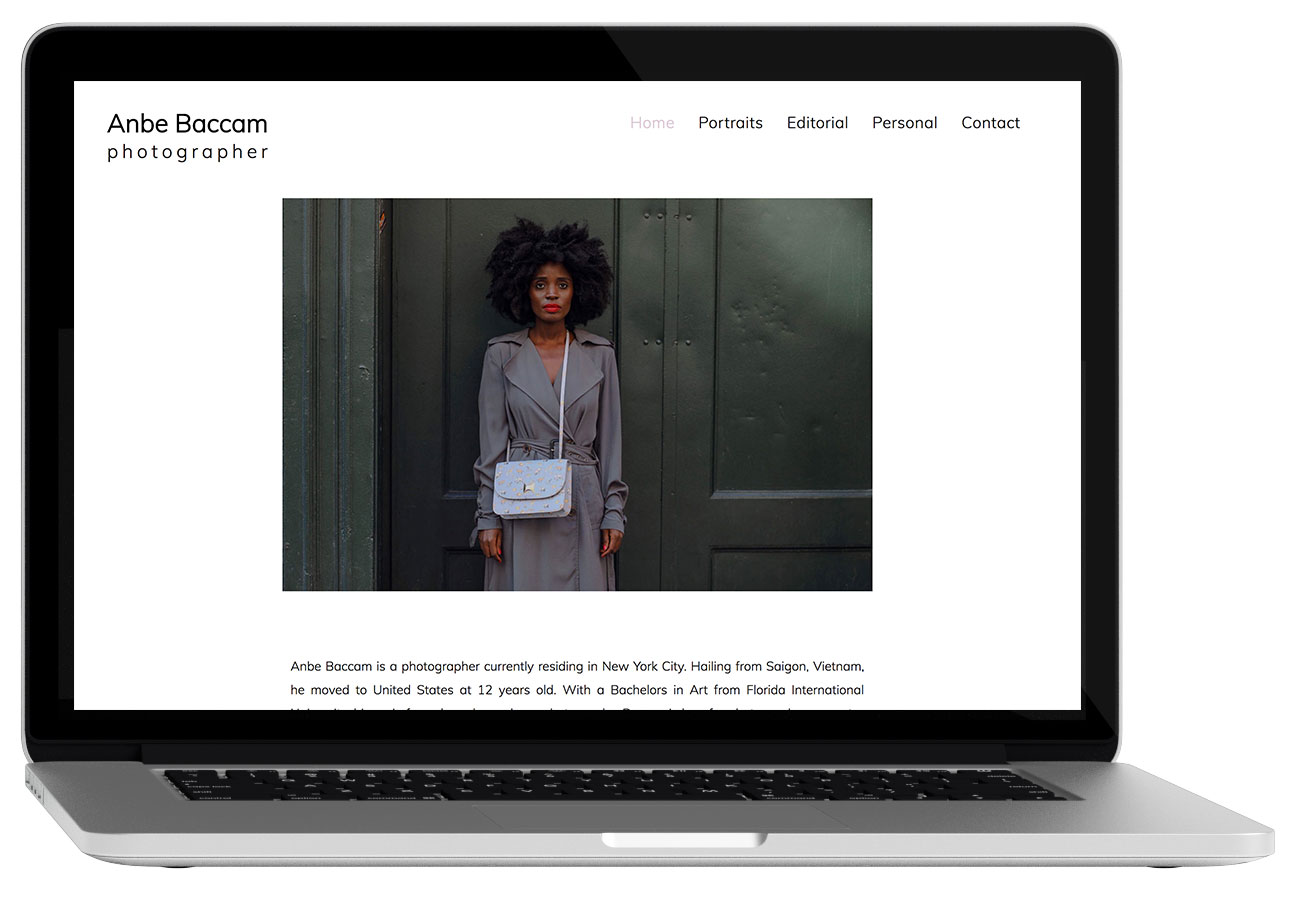 Anbe Baccam
photographer
Home Portraits Editorial Personal Contact
Anbe Baccam is a photographer currently residing in New York City. Hailing from Saigon, Vietnam,
he moved to United States at 12 years old. With a Bachelors in Art from Florida International